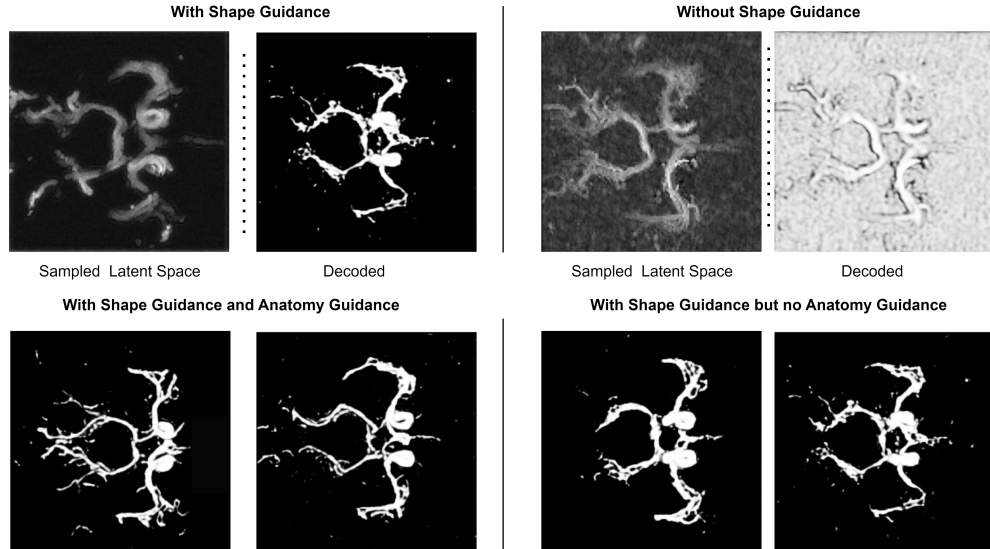 With Shape Guidance
Without Shape Guidance
Sampled Latent Space
Decoded
Sampled Latent Space
Decoded
With Shape Guidance and Anatomy Guidance
With Shape Guidance but no Anatomy Guidance